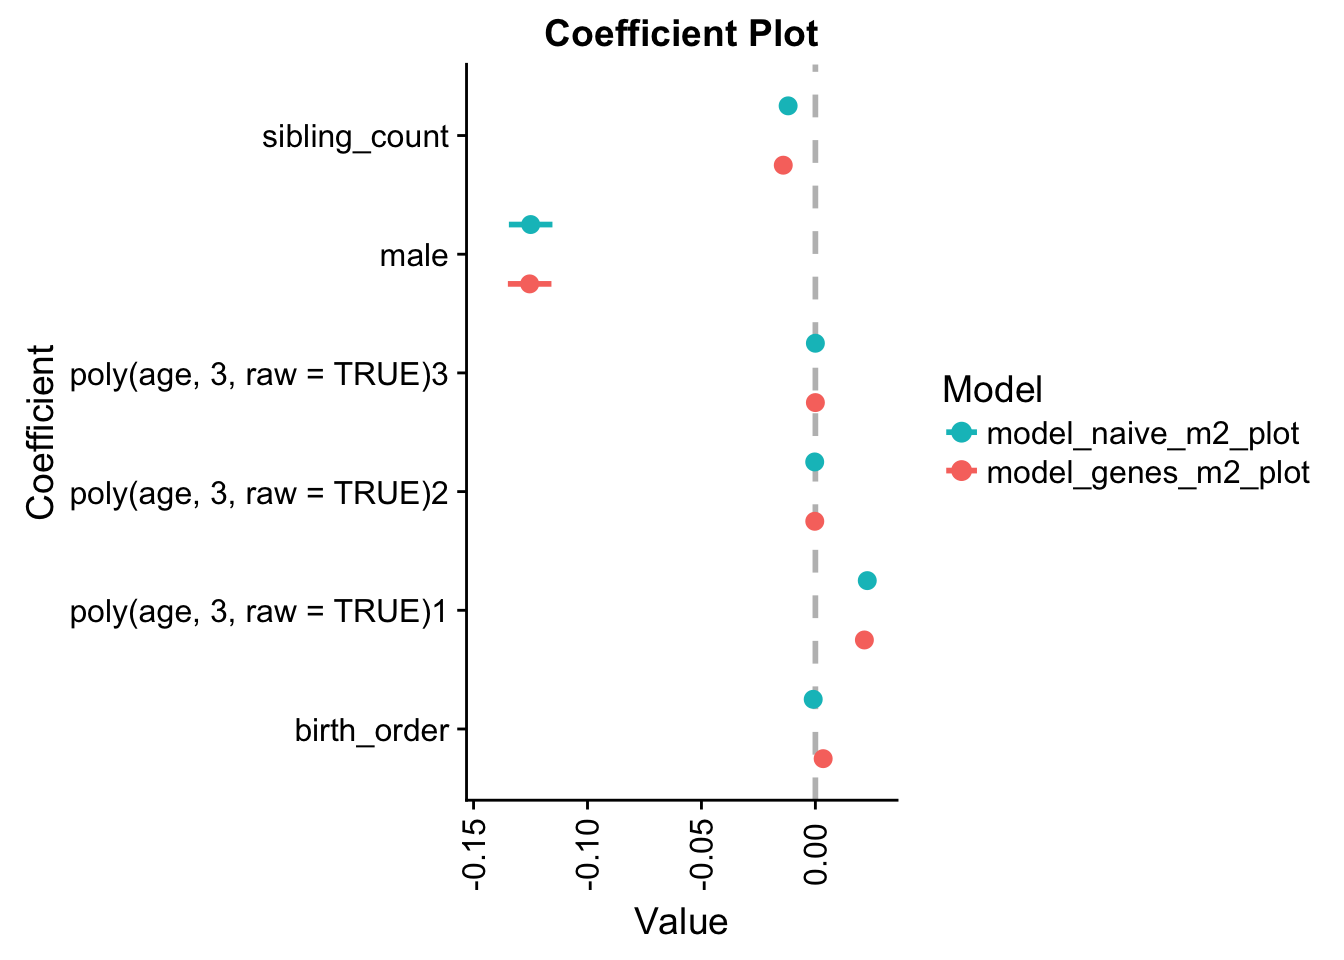 Coefficient Plot
Coefficient
sibling_count
male
poly(age, 3, raw = TRUE)3
poly(age, 3, raw = TRUE)2
poly(age, 3, raw = TRUE)1
birth_order
-0.15
-0.10
-0.05
0.00
Value
Model
model_naive_m2_plot
model_genes_m2_plot